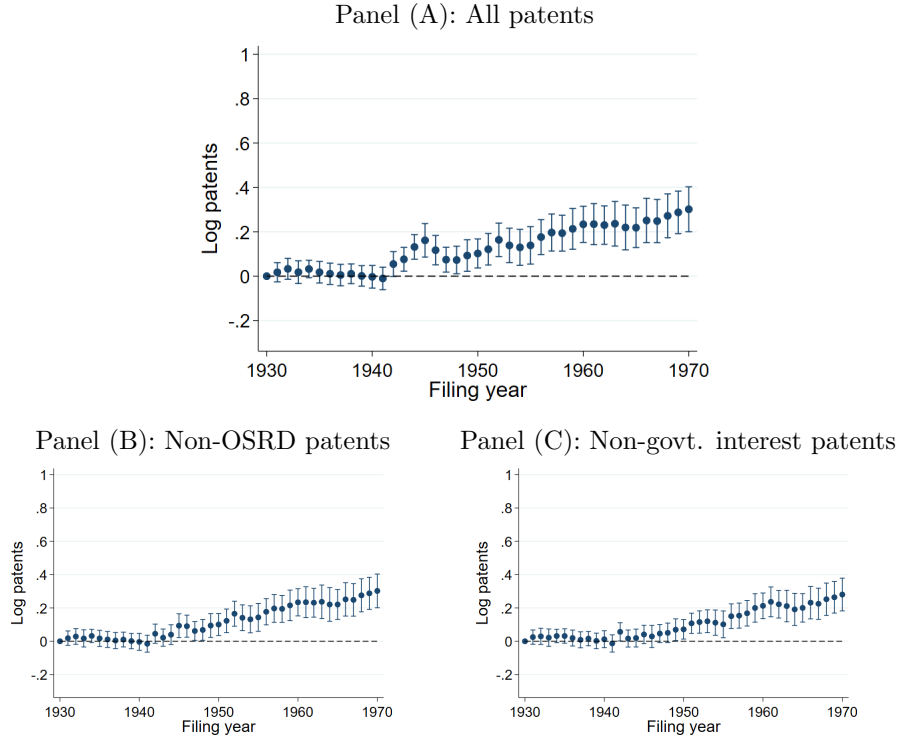 Panel (A): All patents
1
.8
.6
.4
.2
0
-.2
Log patents
1930 1940 1950 1960 1970
Filing year
Panel (B): Non-OSRD patents
1
.8
.6
.4
.2
0
-.2
Log patents
1930 1940 1950 1960 1970
Filing year
Panel (C): Non-govt. interest patents
1
.8
.6
.4
.2
0
-.2
Log patents
1930 1940 1950 1960 1970
Filing year